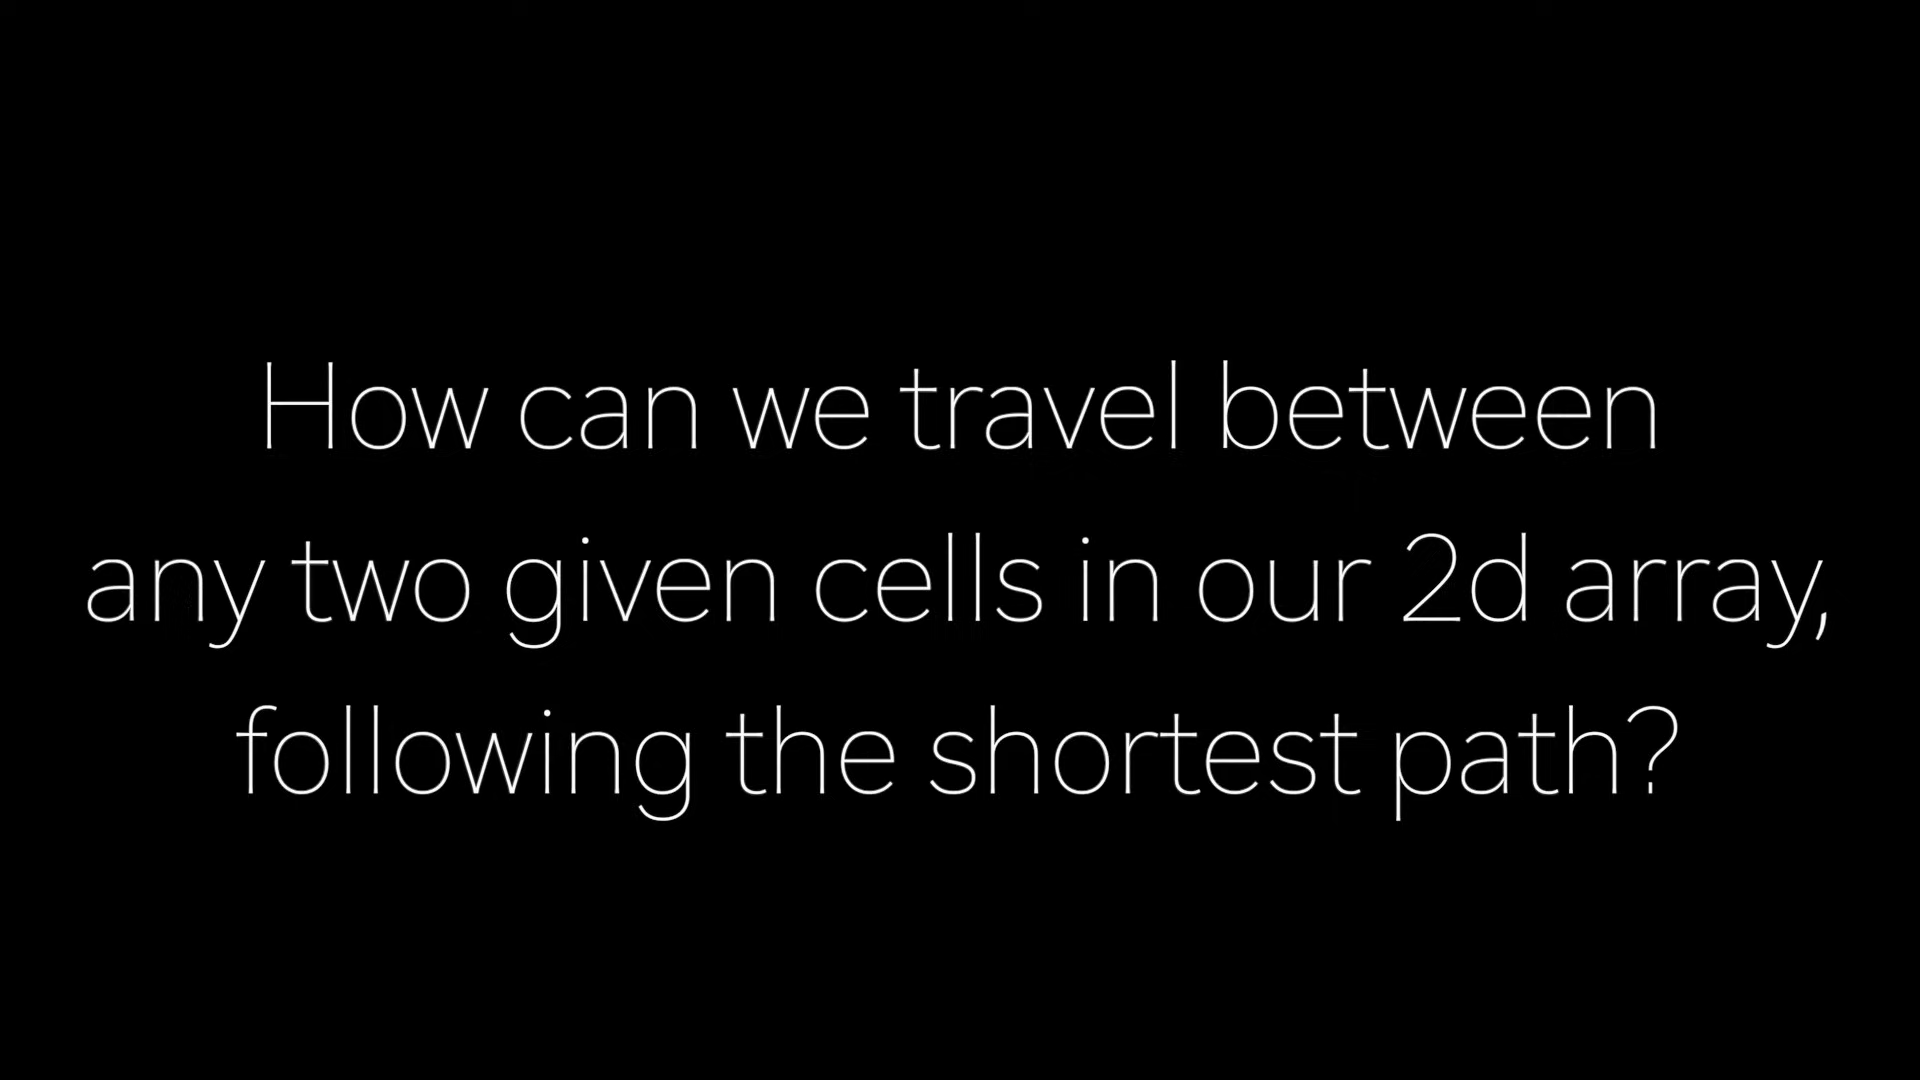 How can we travel between
any two given cells in our 2d array,
following the shortest path?